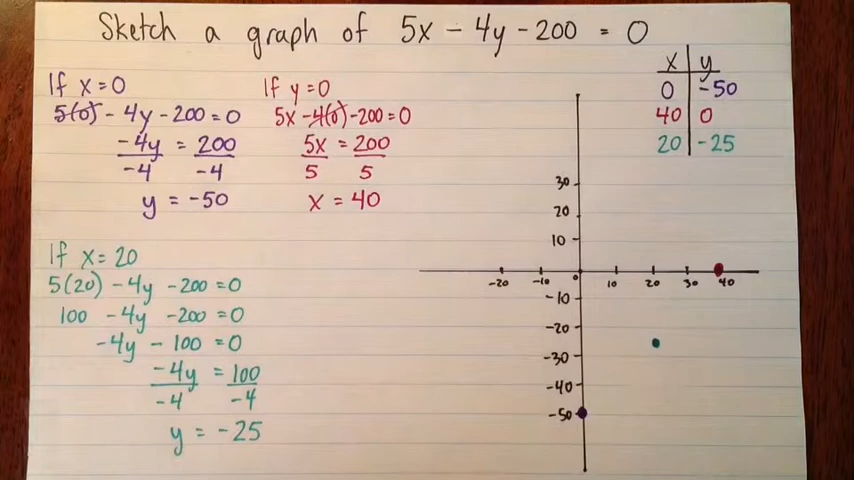 Sketch a graph of 5x - 4y - 200 = 0
If x = 0
5(0) - 4y - 200 = 0
-4y = 200
-4 -4
y = -50
If y = 0
5x - 4(0) - 200 = 0
5x = 200
5 5
x = 40
x y
0 -50
40 0
20 -25
If x = 20
5(20) - 4y - 200 = 0
100 - 4y - 200 = 0
-4y - 100 = 0
-4y = 100
-4 -4
y = -25
30
20
10
-20 -10 0 10 20 30 40
-10
-20
-30
-40
-50